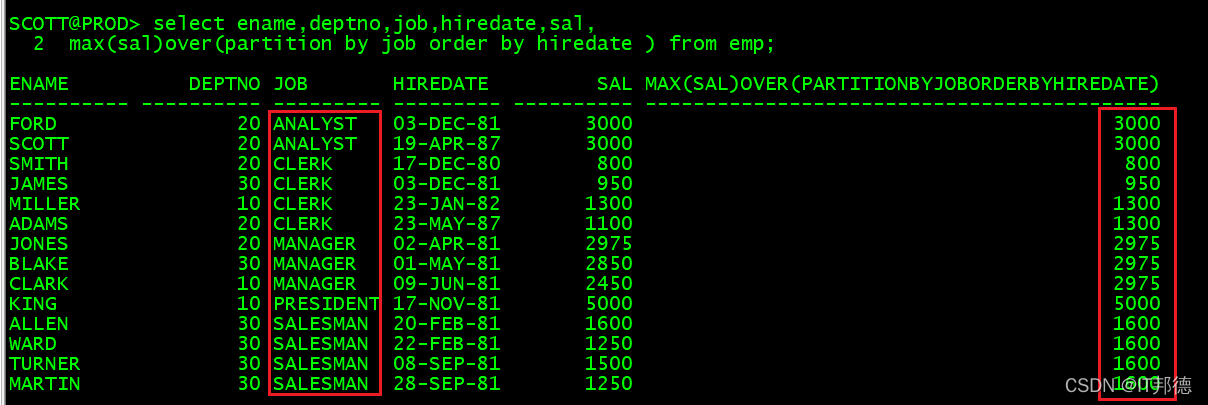 SCOTT@PROD> select ename,deptno,job,hiredate,sal,
2 max(sal)over(partition by job order by hiredate ) from emp;
ENAME DEPTNO JOB HIREDATE SAL MAX(SAL)OVER(PARTITIONBYJOBORDERBYHIREDATE)
---------- ---------- --------- --------- ---------- -------------------------------------------
FORD 20 ANALYST 03-DEC-81 3000 3000
SCOTT 20 ANALYST 19-APR-87 3000 3000
SMITH 20 CLERK 17-DEC-80 800 800
JAMES 30 CLERK 03-DEC-81 950 950
MILLER 10 CLERK 23-JAN-82 1300 1300
ADAMS 20 CLERK 23-MAY-87 1100 1300
JONES 20 MANAGER 02-APR-81 2975 2975
BLAKE 30 MANAGER 01-MAY-81 2850 2975
CLARK 10 MANAGER 09-JUN-81 2450 2975
KING 10 PRESIDENT 17-NOV-81 5000 5000
ALLEN 30 SALESMAN 20-FEB-81 1600 1600
WARD 30 SALESMAN 22-FEB-81 1250 1600
TURNER 30 SALESMAN 08-SEP-81 1500 1600
MARTIN 30 SALESMAN 28-SEP-81 1250 1600
CSDN @IT邦德